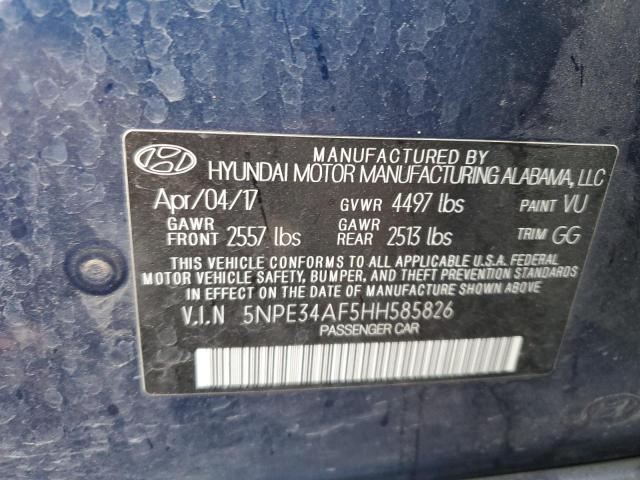 MANUFACTURED BY
HYUNDAI MOTOR MANUFACTURING ALABAMA, LLC
Apr/04/17 GVWR 4497 lbs PAINT VU
GAWR FRONT 2557 lbs GAWR REAR 2513 lbs TRIM GG
THIS VEHICLE CONFORMS TO ALL APPLICABLE U.S.A. FEDERAL
MOTOR VEHICLE SAFETY, BUMPER, AND THEFT PREVENTION STANDARDS
IN EFFECT ON THE DATE OF MANUFACTURE SHOWN ABOVE.
V.I.N 5NPE34AF5HH585826
PASSENGER CAR